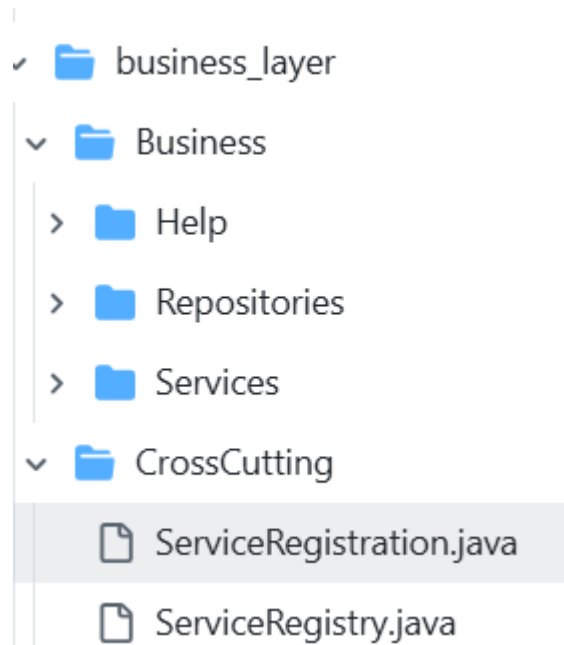 business_layer
Business
Help
Repositories
Services
CrossCutting
ServiceRegistration.java
ServiceRegistry.java